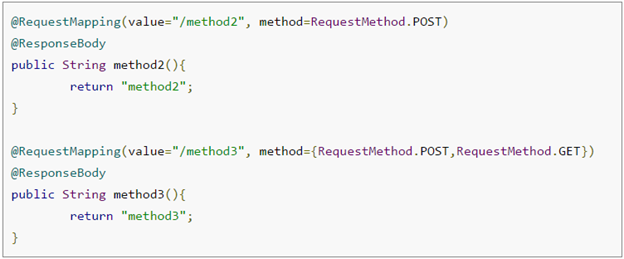 @RequestMapping(value="/method2", method=RequestMethod.POST)
@ResponseBody
public String method2(){
        return "method2";
}

@RequestMapping(value="/method3", method={RequestMethod.POST,RequestMethod.GET})
@ResponseBody
public String method3(){
        return "method3";
}